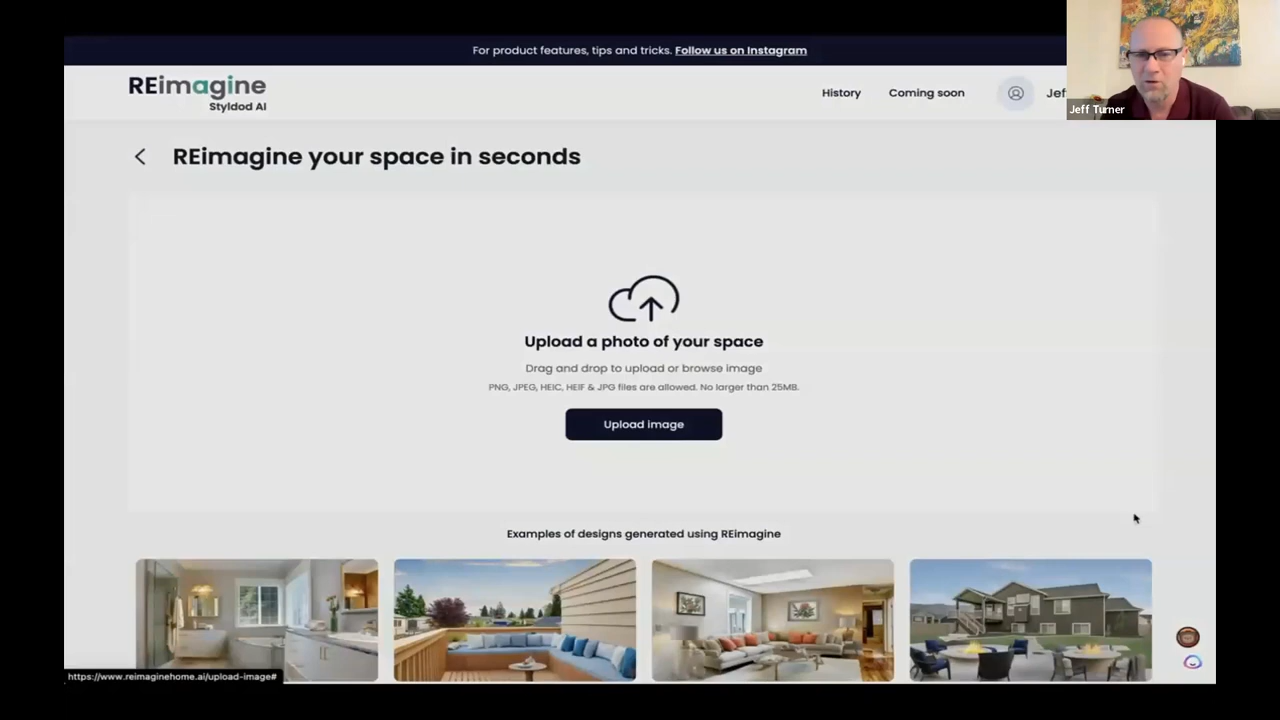 For product features, tips and tricks. Follow us on Instagram
REimagine
Styldod AI
History
Coming soon
Jef
Jeff Turner
REimagine your space in seconds
Upload a photo of your space
Drag and drop to upload or browse image
PNG, JPEG, HEIC, HEIF & JPG files are allowed. No larger than 25MB.
Upload image
Examples of designs generated using REimagine
https://www.reimaginehome.ai/upload-image#